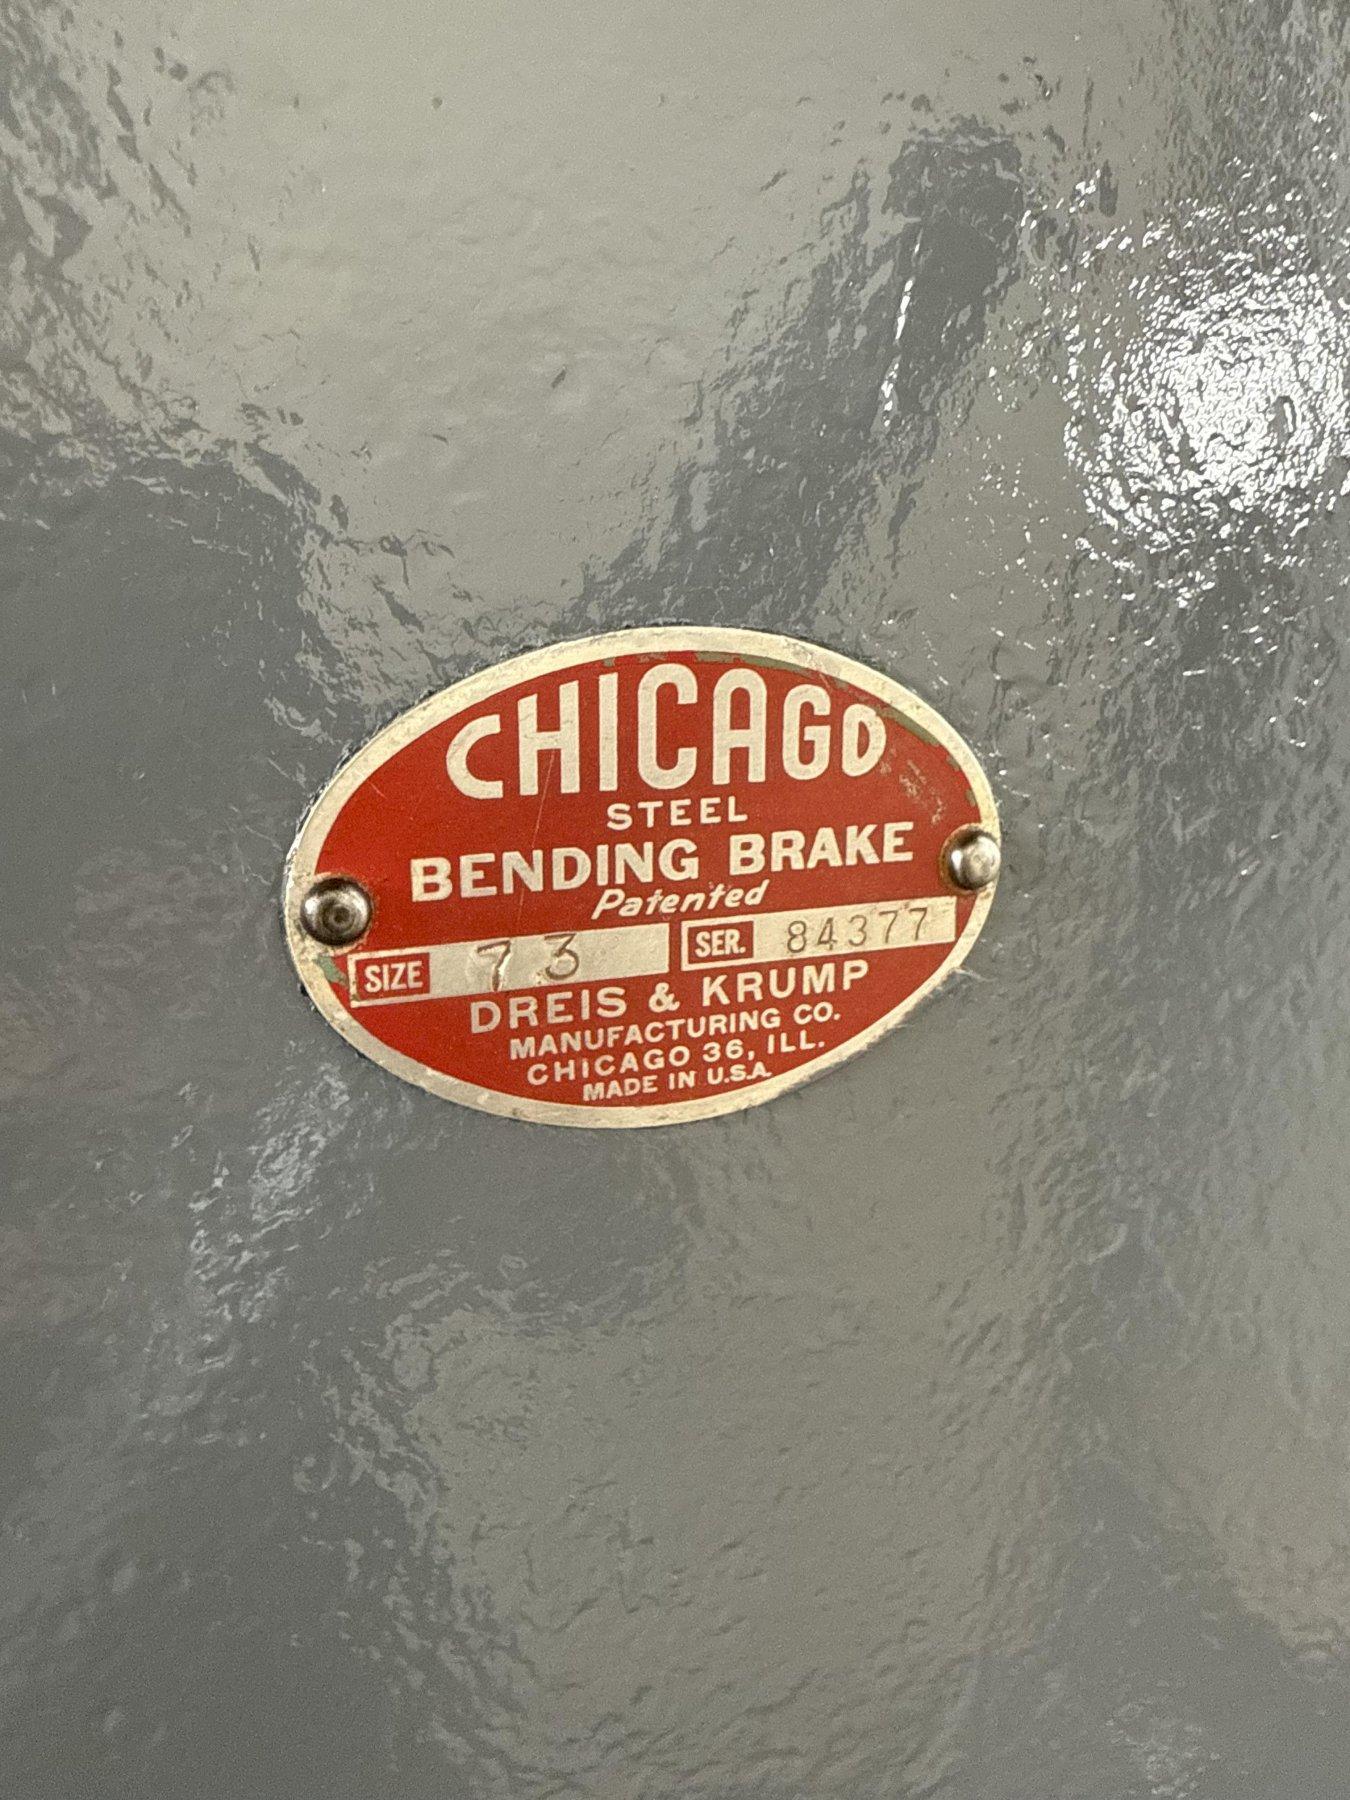 CHICAGO
STEEL
BENDING BRAKE
Patented
SIZE 73 SER. 84377
DREIS & KRUMP
MANUFACTURING CO.
CHICAGO 36, ILL.
MADE IN U.S.A.